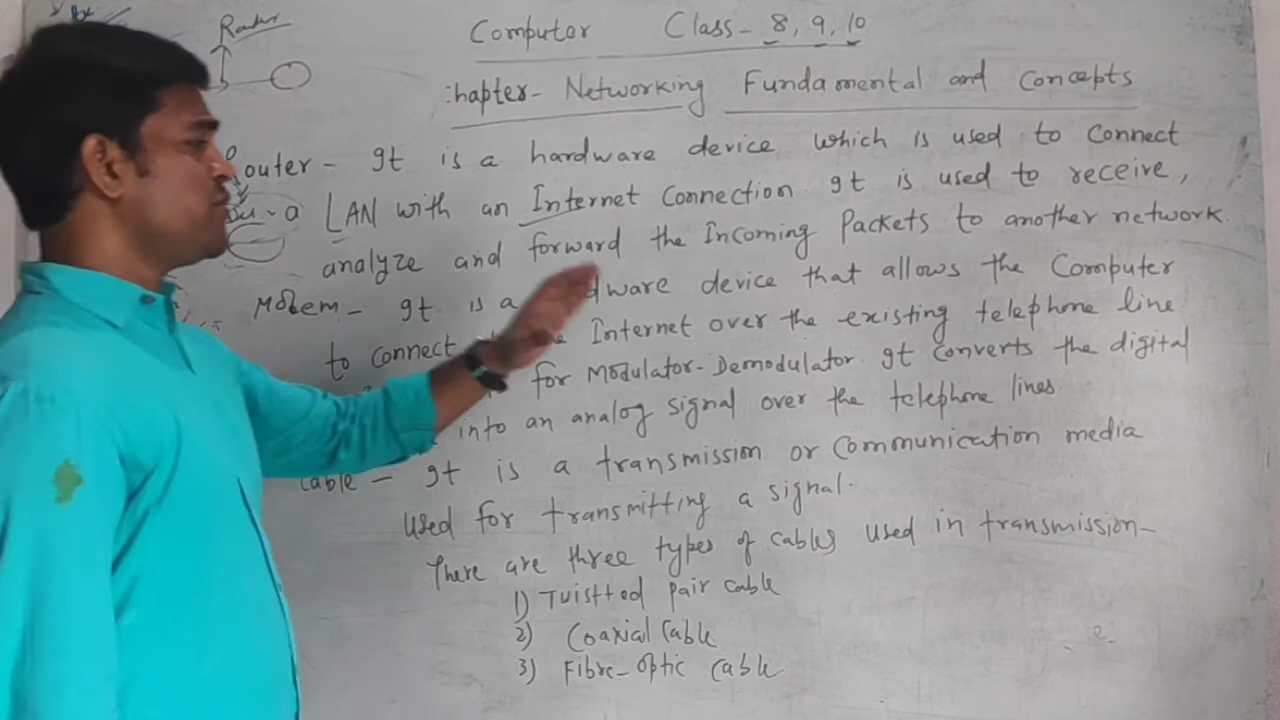 Router
Computer Class - 8, 9, 10
:hapter - Networking Fundamental and Concepts
Router - It is a hardware device which is used to connect
a LAN with an Internet Connection. It is used to receive,
analyze and forward the Incoming Packets to another network.
Modem - It is a dware device that allows the Computer
to connect Internet over the existing telephone line
for Modulator-Demodulator. It converts the digital
into an analog signal over the telephone lines.
Cable - It is a transmission or communication media
used for transmitting a signal.
There are three types of cables used in transmission -
1) Twistted pair cable
2) Coaxial Cable
3) Fibre-optic cable